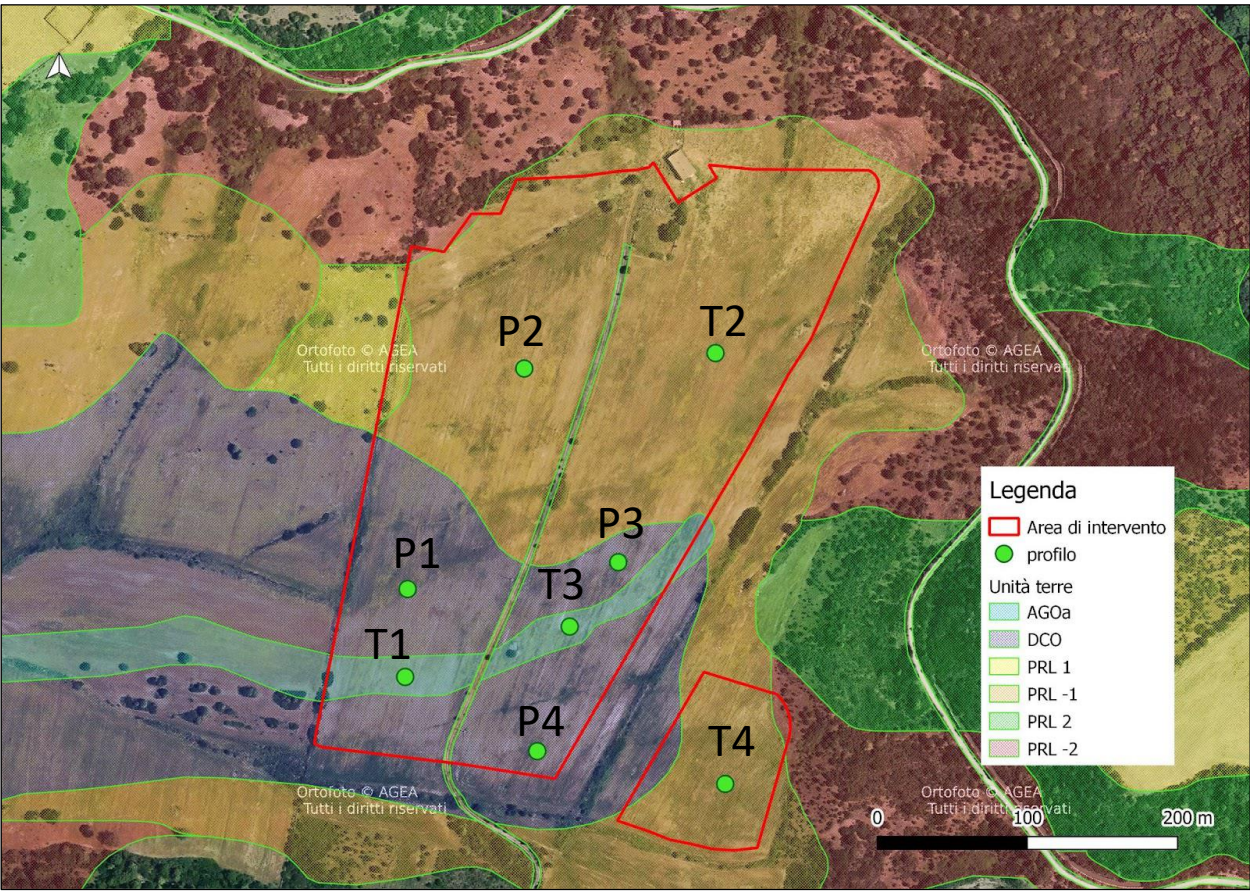 P2
T2
Ortofoto © AGEA
Tutti i diritti riservati
Ortofoto © AGEA
Tutti i diritti riservati
P3
P1
T3
T1
P4
T4
Legenda
Area di intervento
profilo
Unità terre
AGOa
DCO
PRL 1
PRL -1
PRL 2
PRL -2
Ortofoto © AGEA
Tutti i diritti riservati
Ortofoto © AGEA
Tutti i diritti riservati
0 100 200 m